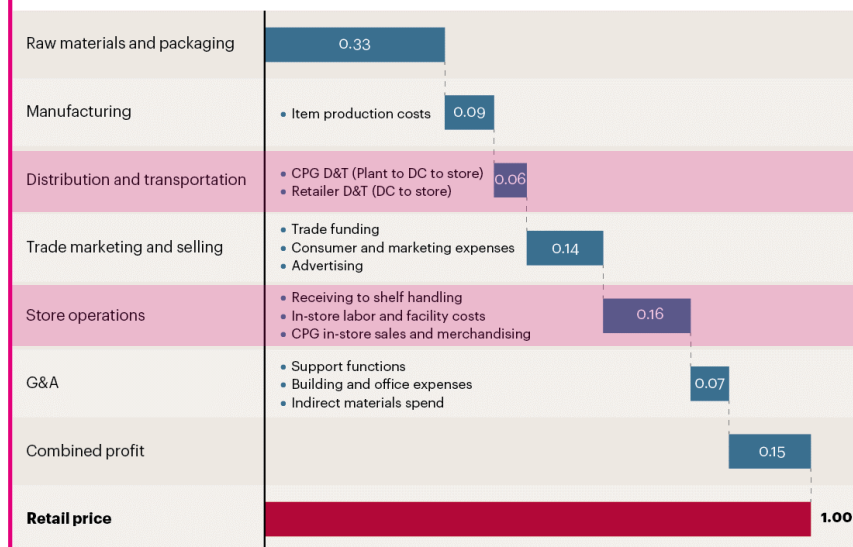 Raw materials and packaging
0.33
Manufacturing
• Item production costs
0.09
Distribution and transportation
• CPG D&T (Plant to DC to store)
• Retailer D&T (DC to store)
0.06
Trade marketing and selling
• Trade funding
• Consumer and marketing expenses
• Advertising
0.14
Store operations
• Receiving to shelf handling
• In-store labor and facility costs
• CPG in-store sales and merchandising
0.16
G&A
• Support functions
• Building and office expenses
• Indirect materials spend
0.07
Combined profit
0.15
Retail price
1.00